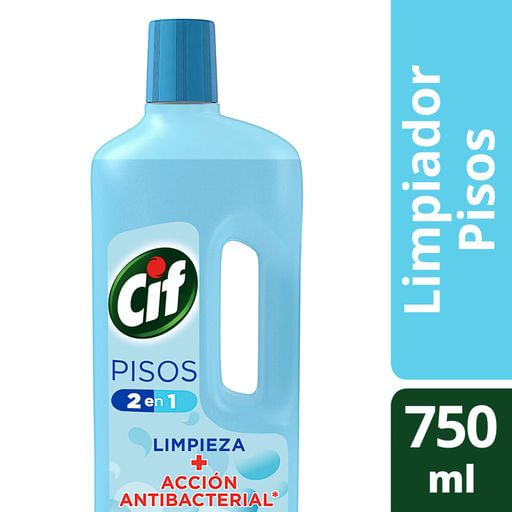 Cif
PISOS
2 en 1
LIMPIEZA
+
ACCIÓN
ANTIBACTERIAL*
Limpiador
Pisos
750
ml